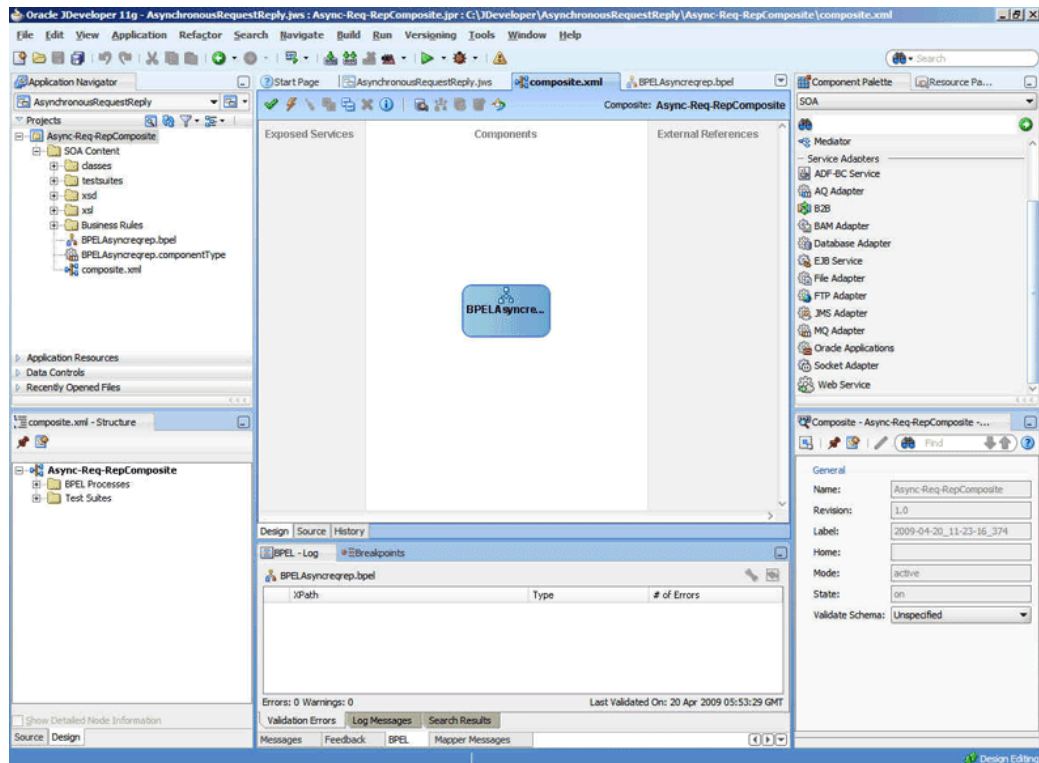 Oracle JDeveloper 11g - AsynchronousRequestReply.jws : Async-Req-RepComposite.jpr : C:\JDeveloper\AsynchronousRequestReply\Async-Req-RepComposite\composite.xml
File Edit View Application Refactor Search Navigate Build Run Versioning Tools Window Help
Search
Application Navigator
AsynchronousRequestReply
Projects
Async-Req-RepComposite
SOA Content
classes
testsuites
xsd
xsl
Business Rules
BPELAsyncreqrep.bpel
BPELAsyncreqrep.componentType
composite.xml
Application Resources
Data Controls
Recently Opened Files
composite.xml - Structure
Async-Req-RepComposite
BPEL Processes
Test Suites
Show Detailed Node Information
Source Design
Start Page AsynchronousRequestReply.jws composite.xml BPELAsyncreqrep.bpel
Composite: Async-Req-RepComposite
Exposed Services Components External References
BPELAsyncre...
Design Source History
BPEL - Log Breakpoints
BPELAsyncreqrep.bpel
XPath Type # of Errors
Errors: 0 Warnings: 0 Last Validated On: 20 Apr 2009 05:53:29 GMT
Validation Errors Log Messages Search Results
Messages Feedback BPEL Mapper Messages
Component Palette Resource Pa...
SOA
Mediator
Service Adapters
ADF-BC Service
AQ Adapter
B2B
BAM Adapter
Database Adapter
EJB Service
File Adapter
FTP Adapter
JMS Adapter
MQ Adapter
Oracle Applications
Socket Adapter
Web Service
Composite - Async-Req-RepComposite -...
Find
General
Name: Async-Req-RepComposite
Revision: 1.0
Label: 2009-04-20_11-23-16_374
Home:
Mode: active
State: on
Validate Schema: Unspecified
Design Editing